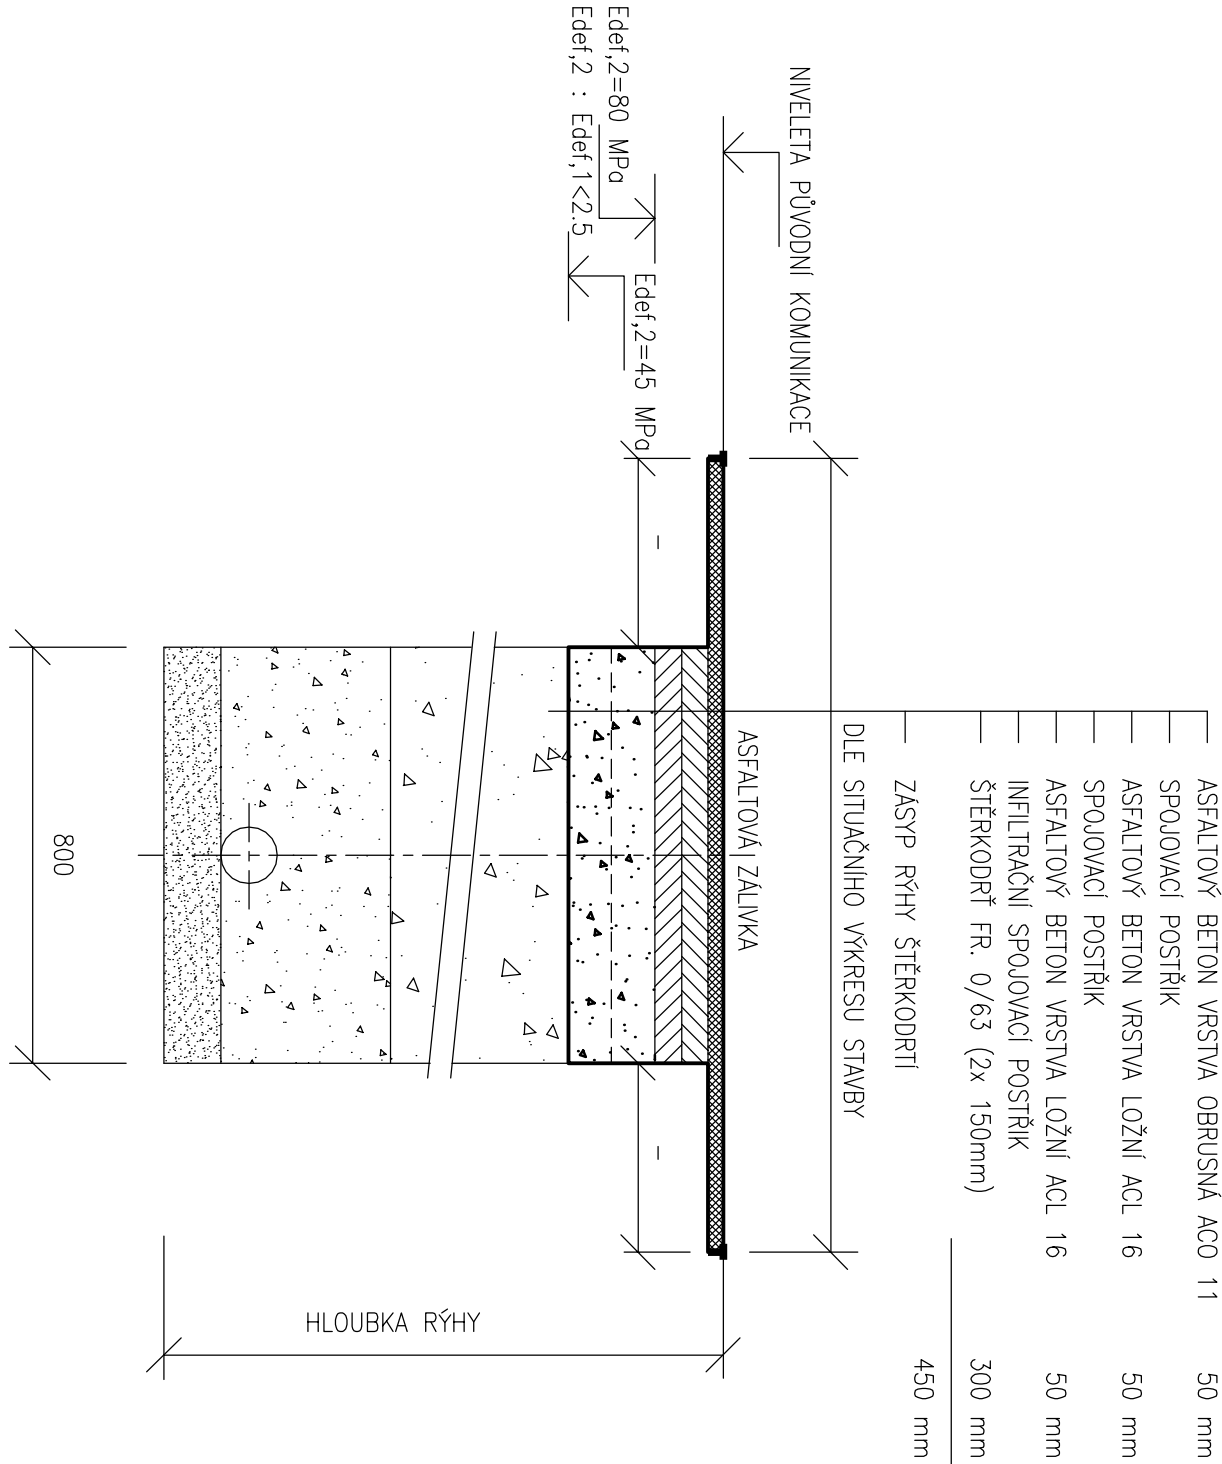 ASFALTOVÝ BETON VRSTVA OBRUSNÁ ACO 11 50 mm
SPOJOVACÍ POSTŘIK
ASFALTOVÝ BETON VRSTVA LOŽNÍ ACL 16 50 mm
SPOJOVACÍ POSTŘIK
ASFALTOVÝ BETON VRSTVA LOŽNÍ ACL 16 50 mm
INFILTRAČNÍ SPOJOVACÍ POSTŘIK
ŠTĚRKODRŤ FR. 0/63 (2x 150mm) 300 mm
ZÁSYP RÝHY ŠTĚRKODRTÍ 450 mm
DLE SITUAČNÍHO VÝKRESU STAVBY
NIVELETA PŮVODNÍ KOMUNIKACE
ASFALTOVÁ ZÁLIVKA
Edef,2=45 MPa
Edef,2=80 MPa
Edef,2 : Edef,1<2.5
HLOUBKA RÝHY
800